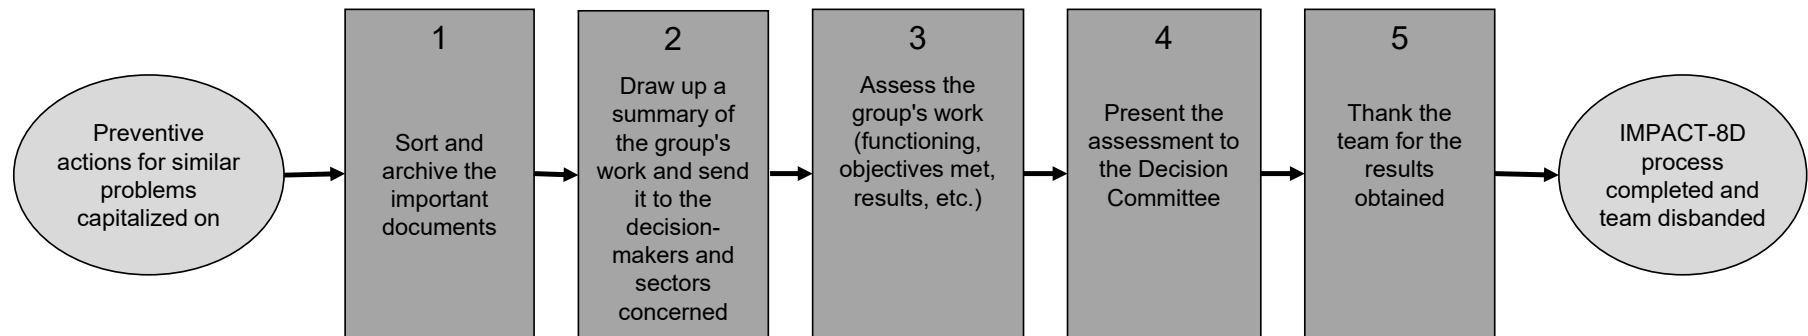 Preventive
actions for similar
problems
capitalized on
1
Sort and
archive the
important
documents
2
Draw up a
summary of
the group's
work and send
it to the
decision-
makers and
sectors
concerned
3
Assess the
group's work
(functioning,
objectives met,
results, etc.)
4
Present the
assessment to
the Decision
Committee
5
Thank the
team for the
results
obtained
IMPACT-8D
process
completed and
team disbanded